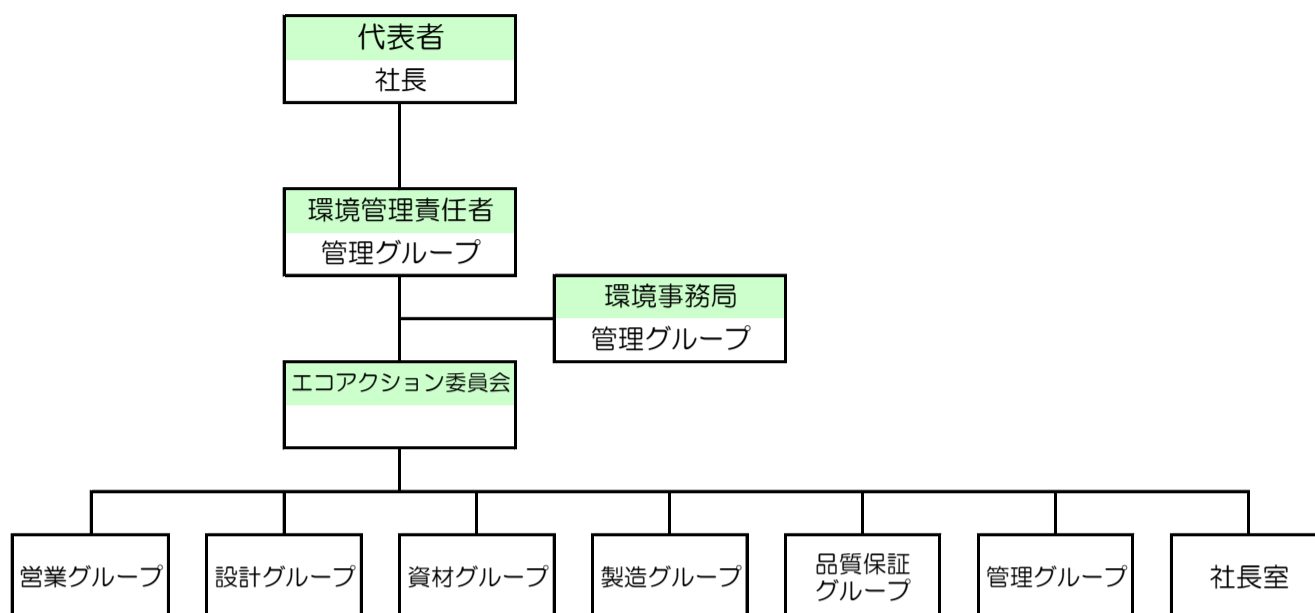 代表者
社長
環境管理責任者
管理グループ
環境事務局
管理グループ
エコアクション委員会
営業グループ
設計グループ
資材グループ
製造グループ
品質保証
グループ
管理グループ
社長室